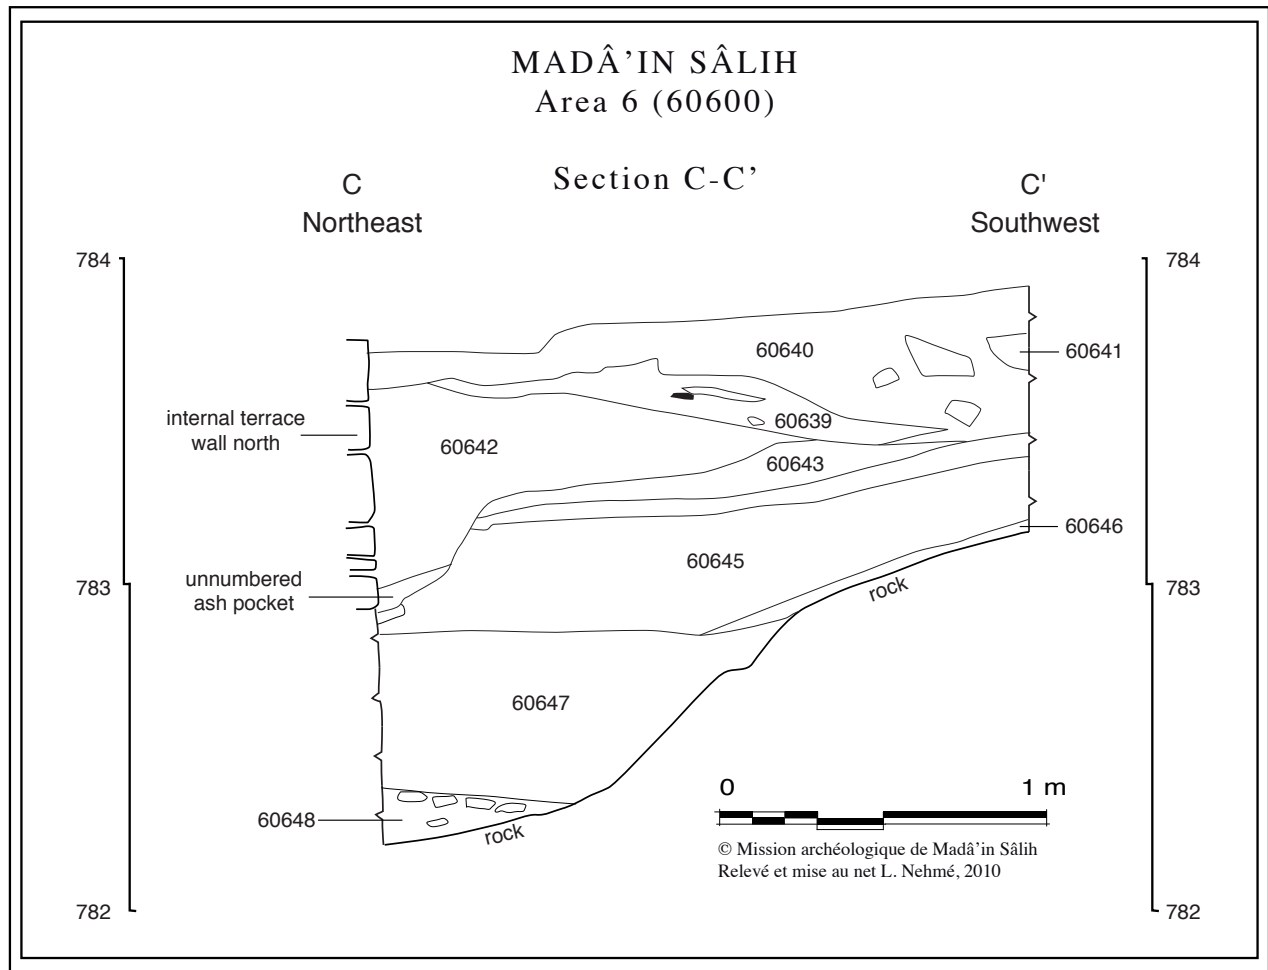 MADÂ’IN SÂLIH
Area 6 (60600)
Section C-C’
C
C'
Northeast
Southwest
784
784
60640
60641
internal terrace
wall north
60639
60642
60643
60646
60645
unnumbered
ash pocket
783
783
rock
60647
0
1 m
60648
rock
© Mission archéologique de Madâ’in Sâlih
Relevé et mise au net L. Nehmé, 2010
782
782